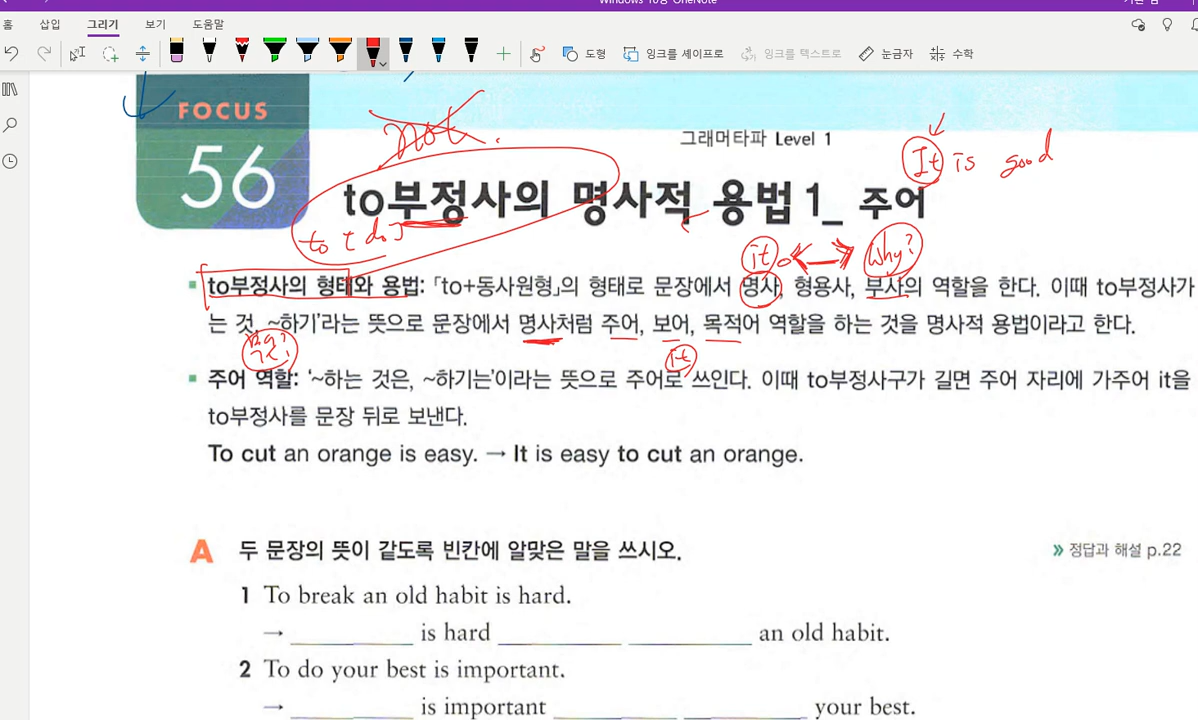 Windows 10용 OneNote
홈 삽입 그리기 보기 도움말
도형 잉크를 셰이프로 잉크를 텍스트로 눈금자 수학
FOCUS
56
not
그래머타파 Level 1
It is good
to부정사의 명사적 용법 1_ 주어
to
it
Why?
to부정사의 형태와 용법: 「to+동사원형」의 형태로 문장에서 명사, 형용사, 부사의 역할을 한다. 이때 to부정사가
는 것, ~하기'라는 뜻으로 문장에서 명사처럼 주어, 보어, 목적어 역할을 하는 것을 명사적 용법이라고 한다.
it
주어 역할: '~하는 것은, ~하기는'이라는 뜻으로 주어로 쓰인다. 이때 to부정사구가 길면 주어 자리에 가주어 it을
to부정사를 문장 뒤로 보낸다.
To cut an orange is easy. → It is easy to cut an orange.
A 두 문장의 뜻이 같도록 빈칸에 알맞은 말을 쓰시오.
» 정답과 해설 p.22
1 To break an old habit is hard.
→ ________ is hard ________ ________ an old habit.
2 To do your best is important.
→ ________ is important ________ ________ your best.